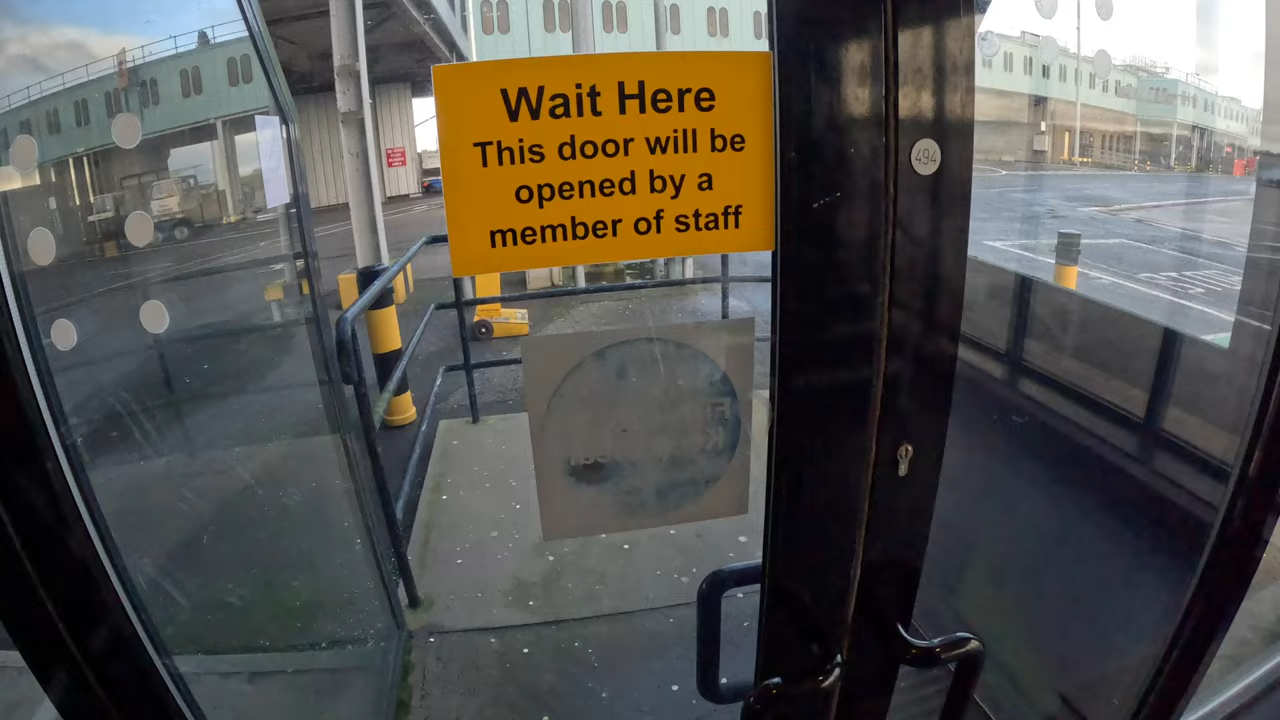 Wait Here
This door will be
opened by a
member of staff
494